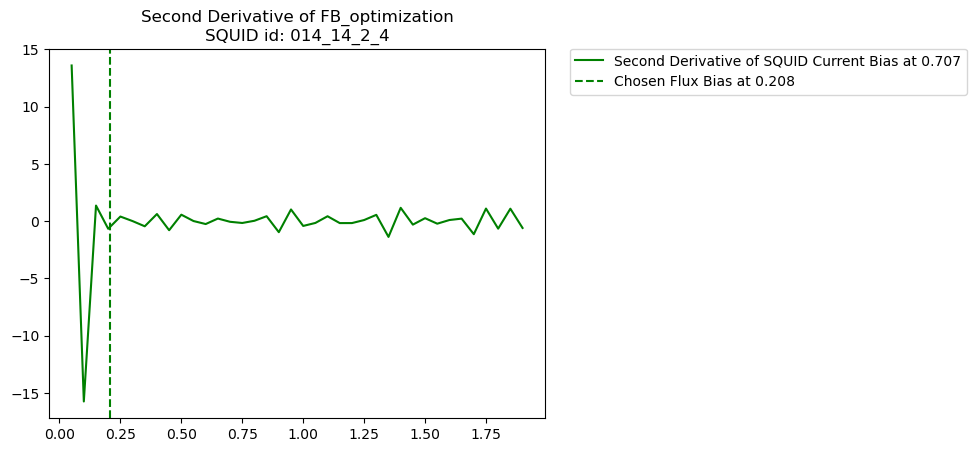 Second Derivative of FB_optimization
SQUID id: 014_14_2_4
Second Derivative of SQUID Current Bias at 0.707
Chosen Flux Bias at 0.208
15
10
5
0
−5
−10
−15
0.00 0.25 0.50 0.75 1.00 1.25 1.50 1.75